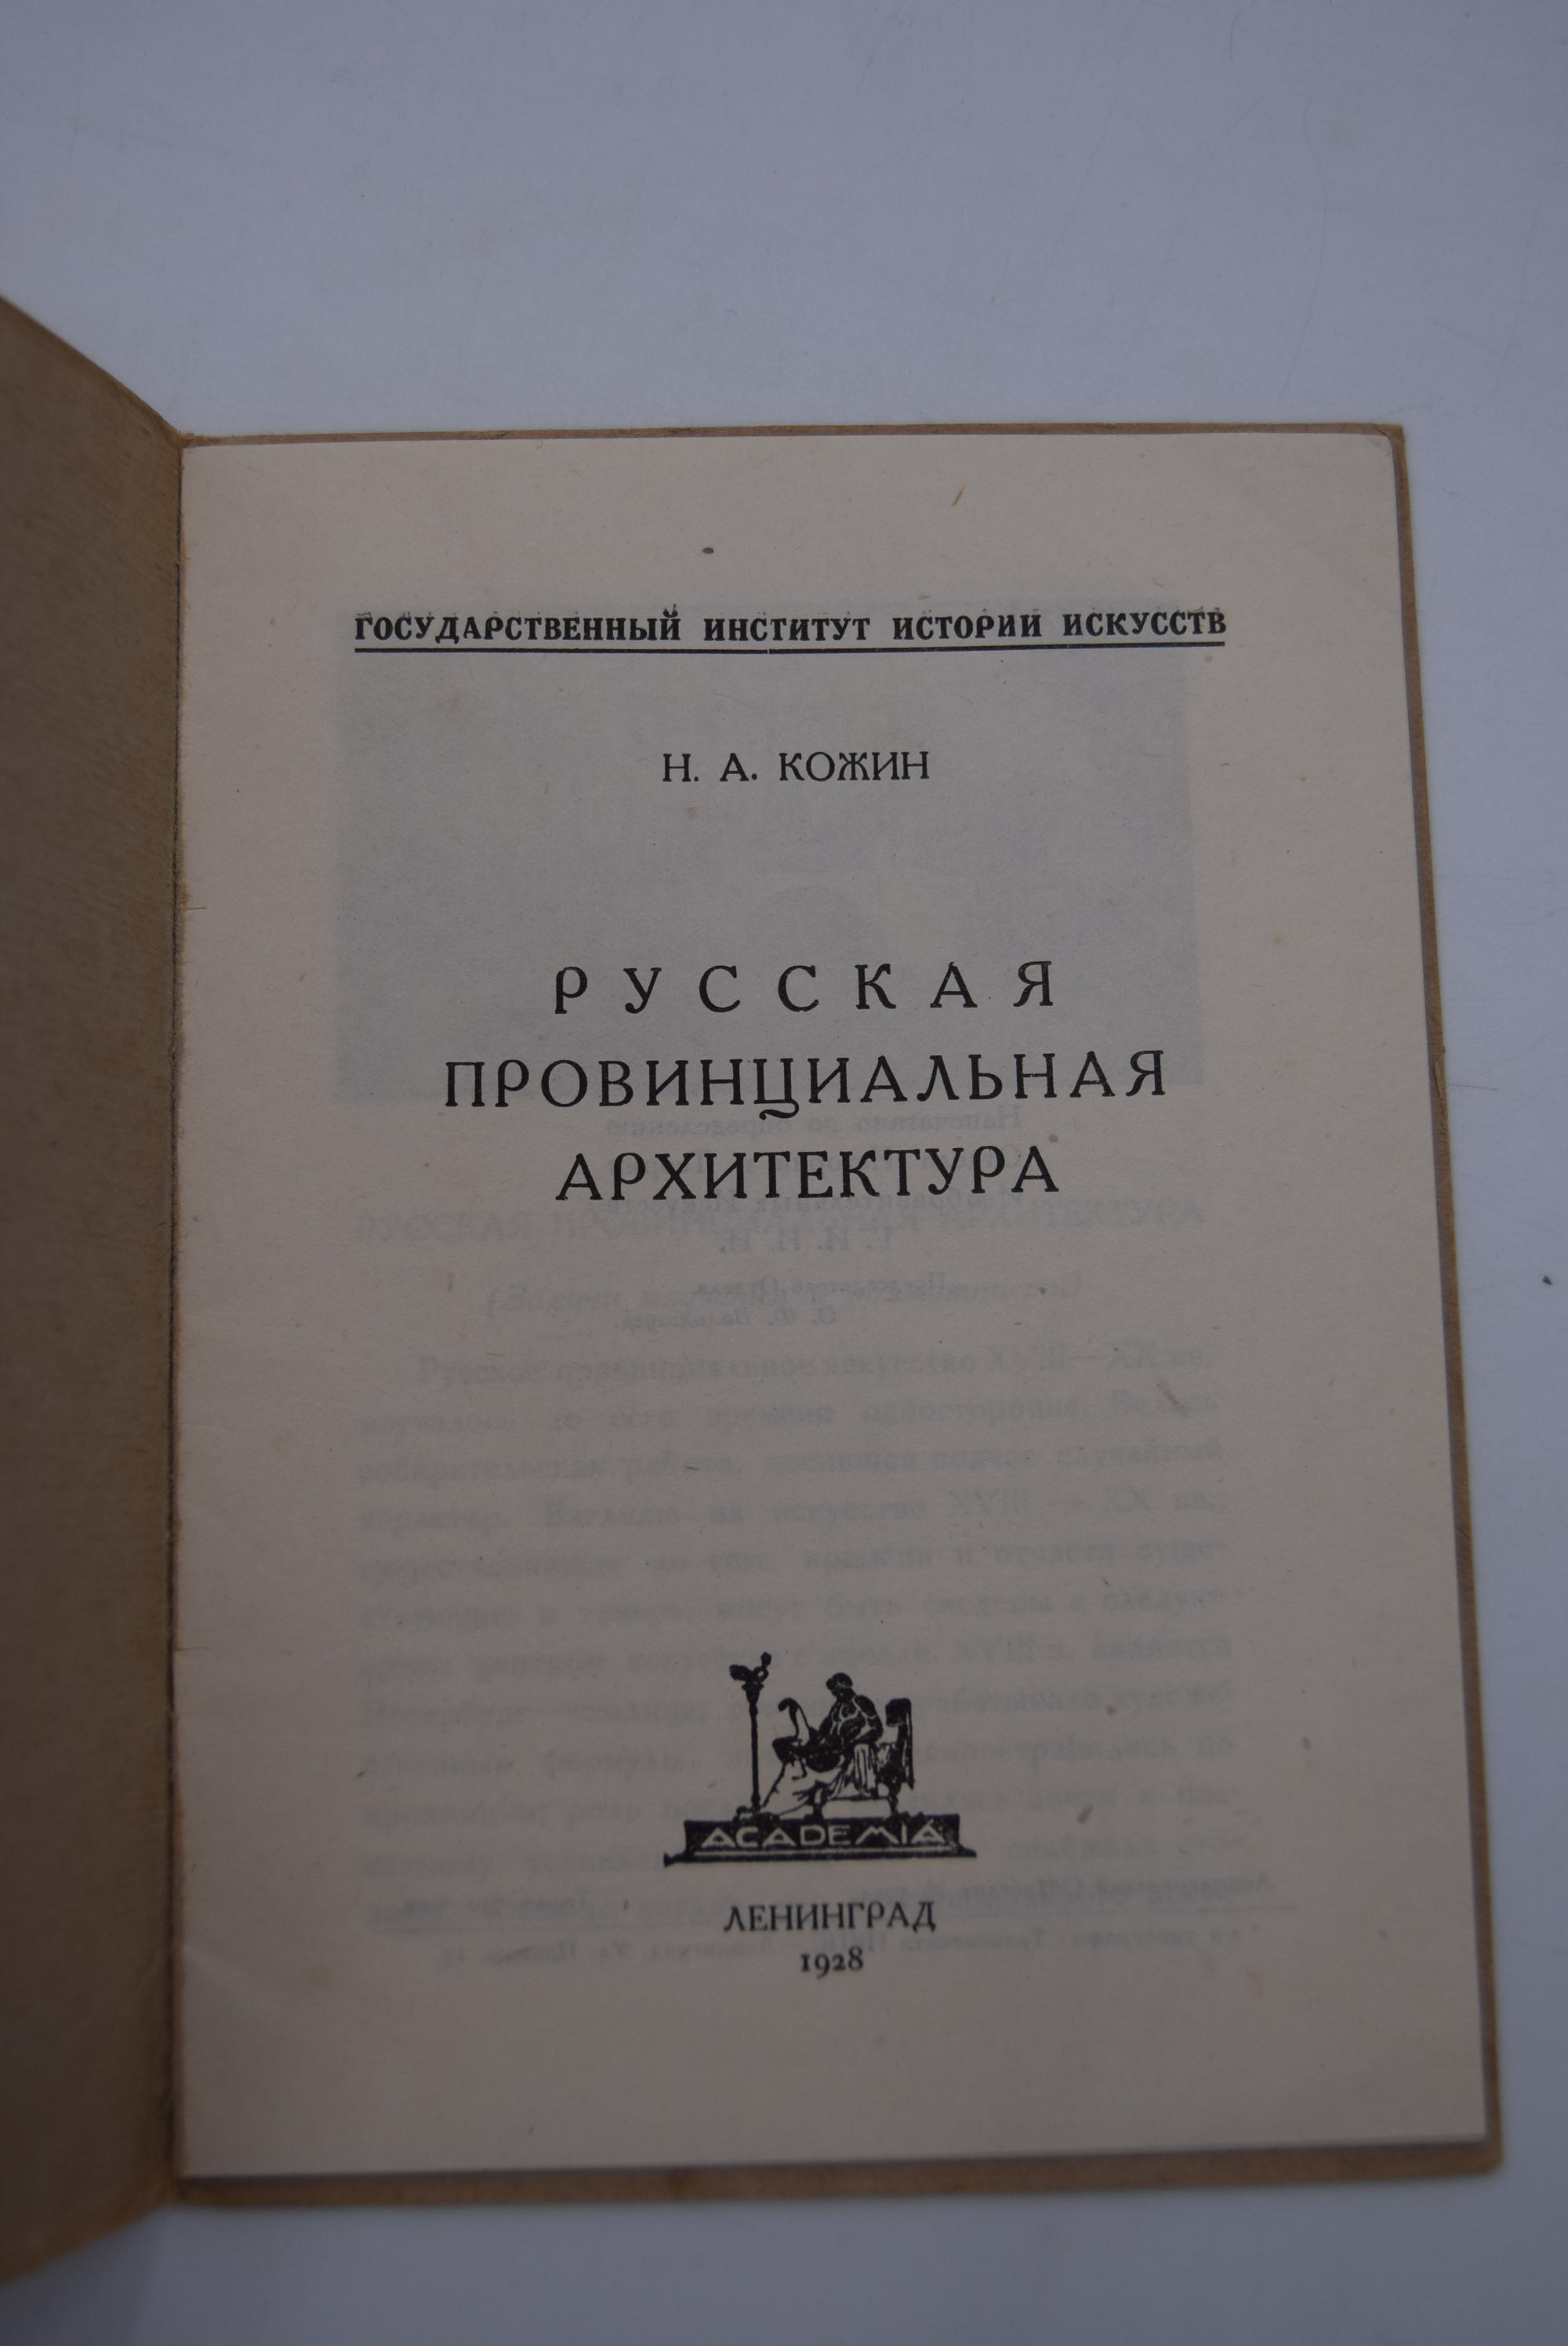 ГОСУДАРСТВЕННЫЙ ИНСТИТУТ ИСТОРИИ ИСКУССТВ
Н. А. КОЖИН
РУССКАЯ
ПРОВИНЦИАЛЬНАЯ
АРХИТЕКТУРА
ACADEMIA
ЛЕНИНГРАД
1928